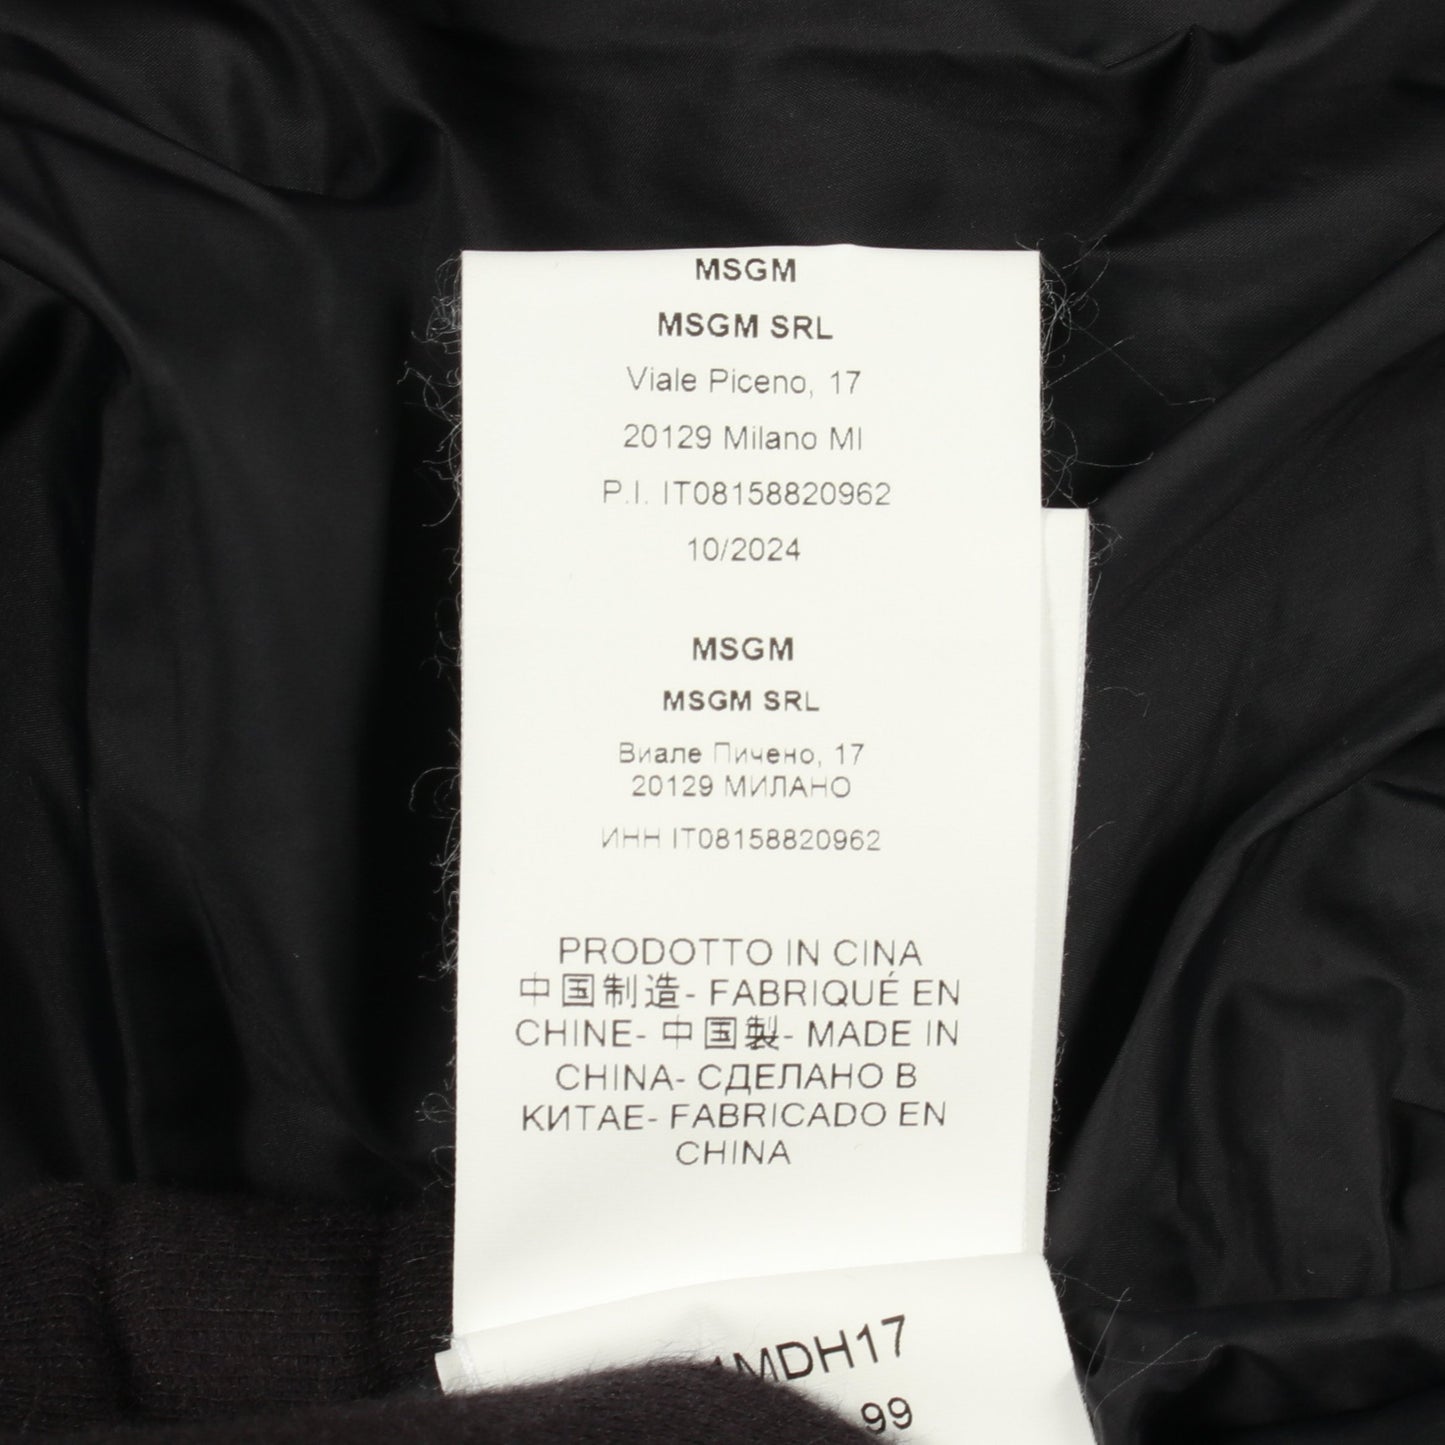 MSGM
MSGM SRL
Viale Piceno, 17
20129 Milano MI
P.I. IT08158820962
10/2024
MSGM
MSGM SRL
Виале Пичено, 17
20129 МИЛАНО
ИНН IT08158820962
PRODOTTO IN CINA
中国制造- FABRIQUÉ EN
CHINE- 中国製- MADE IN
CHINA- СДЕЛАНО В
КИТАЕ- FABRICADO EN
CHINA
MDH17
99